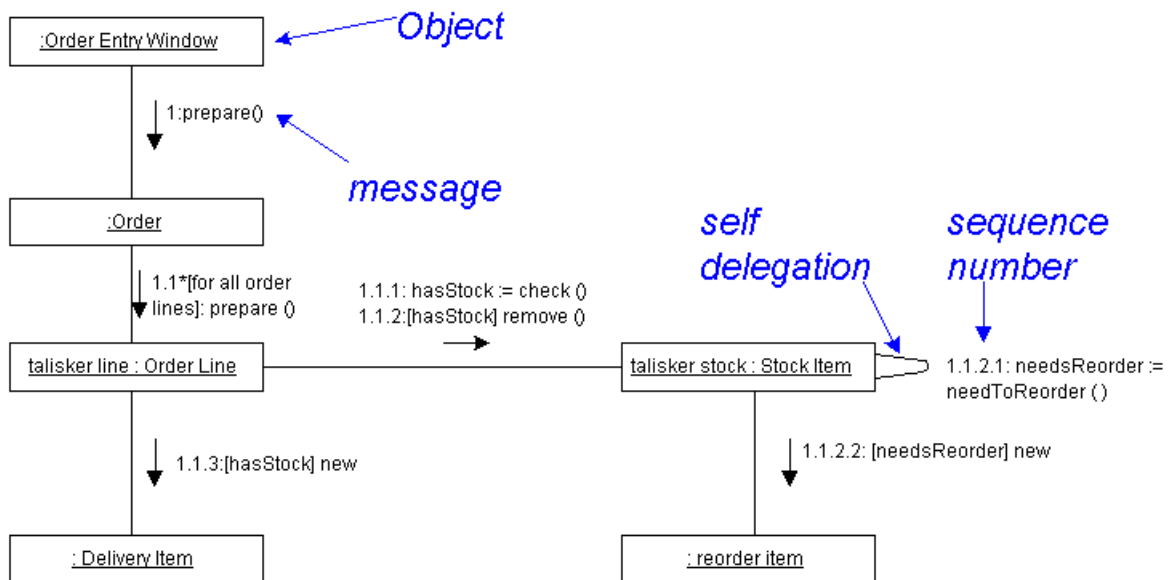 :Order Entry Window
Object
1:prepare()
message
:Order
self
delegation
sequence
number
1.1*[for all order
lines]: prepare ()
1.1.1: hasStock := check ()
1.1.2:[hasStock] remove ()
talisker line : Order Line
talisker stock : Stock Item
1.1.2.1: needsReorder :=
needToReorder ( )
1.1.3:[hasStock] new
1.1.2.2: [needsReorder] new
: Delivery Item
: reorder item